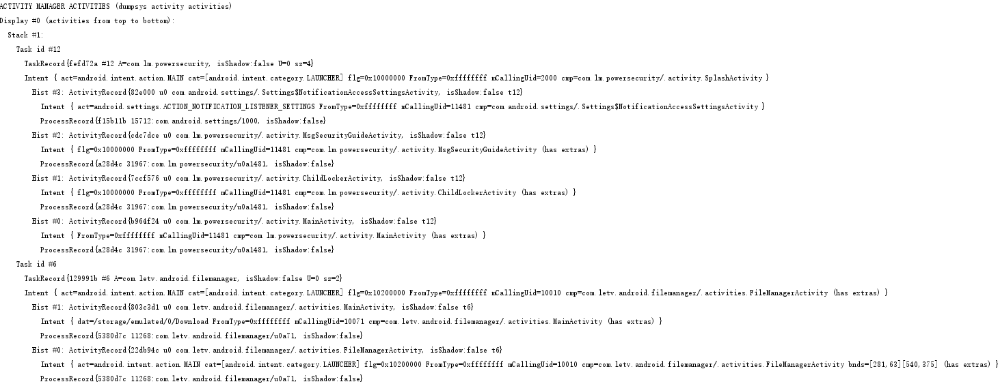 ACTIVITY MANAGER ACTIVITIES (dumpsys activity activities)
Display #0 (activities from top to bottom):
Stack #1:
Task id #12
TaskRecord{fefd72a #12 A=com.lm.powersecurity, isShadow:false U=0 sz=4}
Intent { act=android.intent.action.MAIN cat=[android.intent.category.LAUNCHER] flg=0x10000000 FromType=0xffffffff mCallingUid=2000 cmp=com.lm.powersecurity/.activity.SplashActivity }
Hist #3: ActivityRecord{82e000 u0 com.android.settings/.Settings$NotificationAccessSettingsActivity, isShadow:false t12}
Intent { act=android.settings.ACTION_NOTIFICATION_LISTENER_SETTINGS FromType=0xffffffff mCallingUid=11481 cmp=com.android.settings/.Settings$NotificationAccessSettingsActivity }
ProcessRecord{f15b11b 15712:com.android.settings/1000, isShadow:false}
Hist #2: ActivityRecord{cdc7dce u0 com.lm.powersecurity/.activity.MsgSecurityGuideActivity, isShadow:false t12}
Intent { flg=0x10000000 FromType=0xffffffff mCallingUid=11481 cmp=com.lm.powersecurity/.activity.MsgSecurityGuideActivity (has extras) }
ProcessRecord{a28d4c 31967:com.lm.powersecurity/u0a1481, isShadow:false}
Hist #1: ActivityRecord{7ccf576 u0 com.lm.powersecurity/.activity.ChildLockerActivity, isShadow:false t12}
Intent { flg=0x10000000 FromType=0xffffffff mCallingUid=11481 cmp=com.lm.powersecurity/.activity.ChildLockerActivity (has extras) }
ProcessRecord{a28d4c 31967:com.lm.powersecurity/u0a1481, isShadow:false}
Hist #0: ActivityRecord{b964f24 u0 com.lm.powersecurity/.activity.MainActivity, isShadow:false t12}
Intent { FromType=0xffffffff mCallingUid=11481 cmp=com.lm.powersecurity/.activity.MainActivity (has extras) }
ProcessRecord{a28d4c 31967:com.lm.powersecurity/u0a1481, isShadow:false}
Task id #6
TaskRecord{129991b #6 A=com.letv.android.filemanager, isShadow:false U=0 sz=2}
Intent { act=android.intent.action.MAIN cat=[android.intent.category.LAUNCHER] flg=0x10200000 FromType=0xffffffff mCallingUid=10010 cmp=com.letv.android.filemanager/.activities.FileManagerActivity (has extras) }
Hist #1: ActivityRecord{803c3d1 u0 com.letv.android.filemanager/.activities.MainActivity, isShadow:false t6}
Intent { dat=/storage/emulated/0/Download FromType=0xffffffff mCallingUid=10071 cmp=com.letv.android.filemanager/.activities.MainActivity (has extras) }
ProcessRecord{5380d7c 11268:com.letv.android.filemanager/u0a71, isShadow:false}
Hist #0: ActivityRecord{22db94c u0 com.letv.android.filemanager/.activities.FileManagerActivity, isShadow:false t6}
Intent { act=android.intent.action.MAIN cat=[android.intent.category.LAUNCHER] flg=0x10200000 FromType=0xffffffff mCallingUid=10010 cmp=com.letv.android.filemanager/.activities.FileManagerActivity bnds=[281,63][540,375] (has extras) }
ProcessRecord{5380d7c 11268:com.letv.android.filemanager/u0a71, isShadow:false}